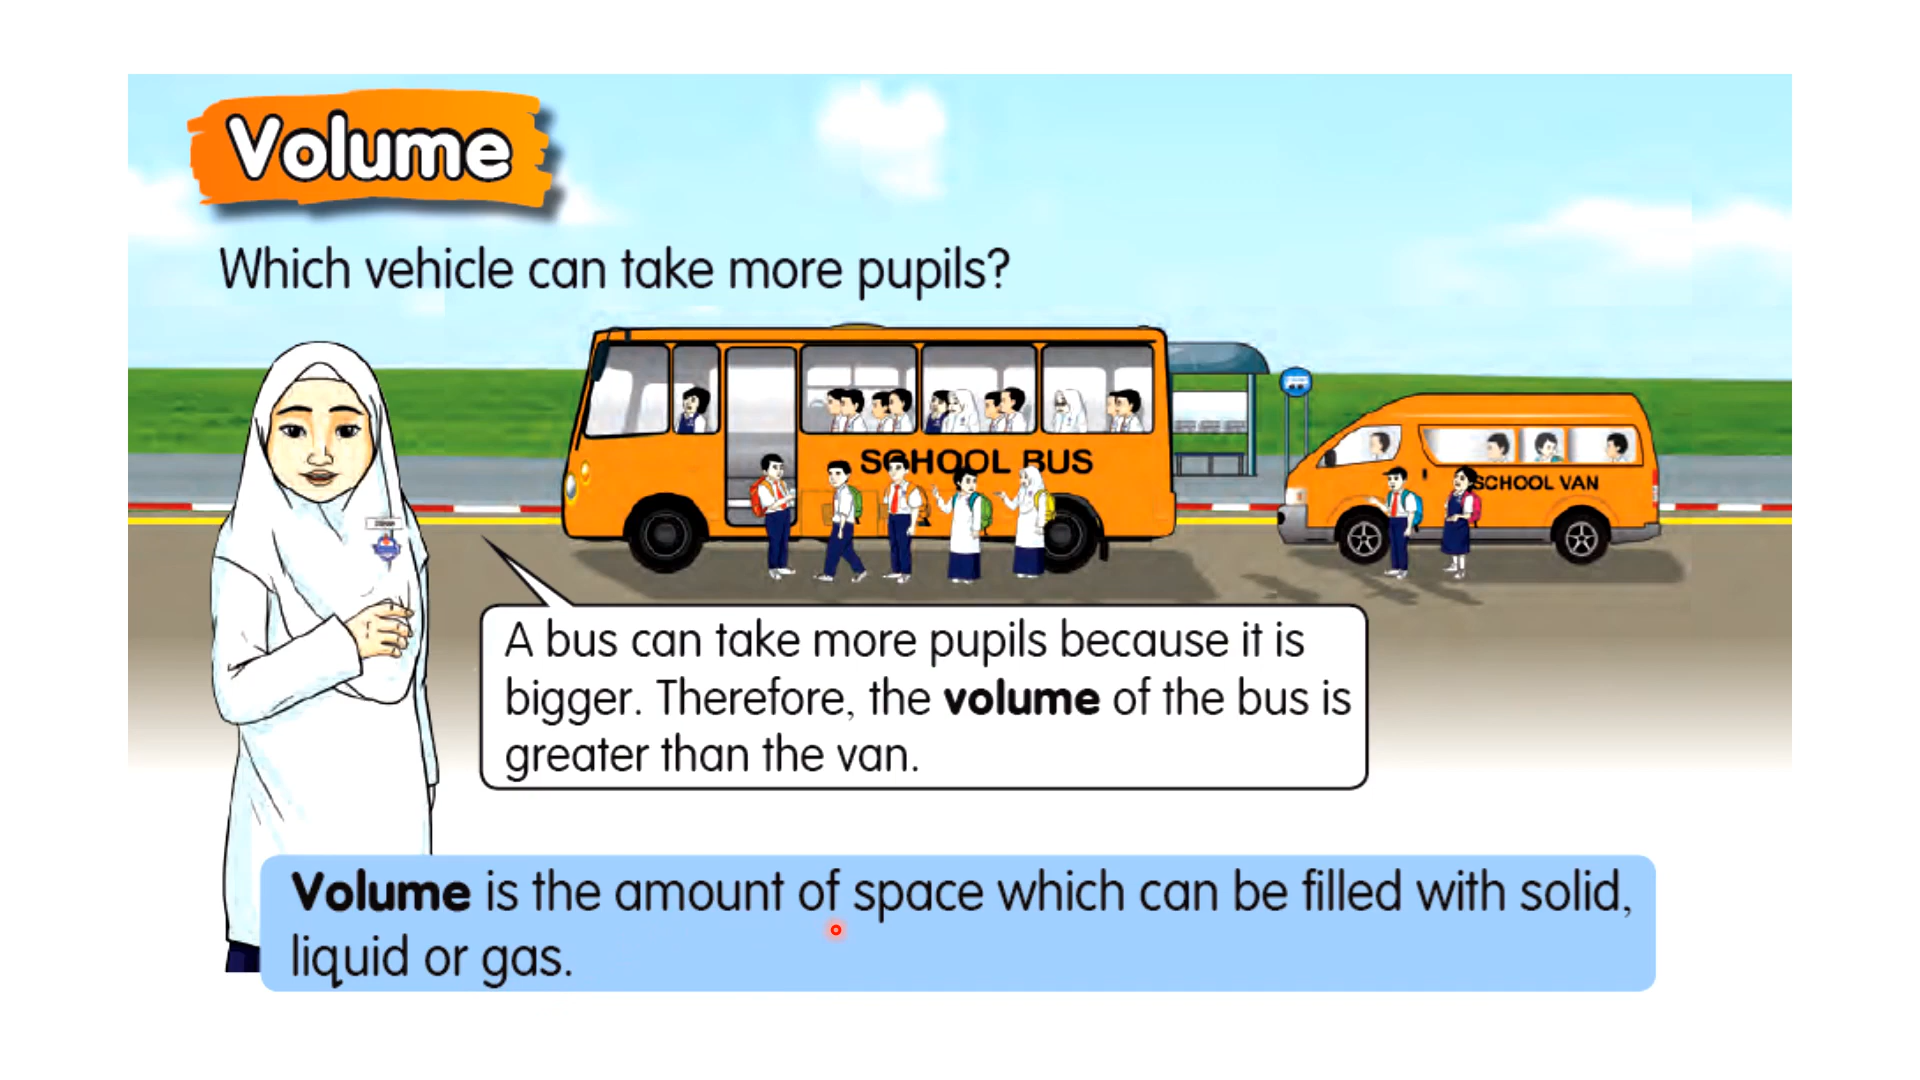 Volume
Which vehicle can take more pupils?
SCHOOL BUS
SCHOOL VAN
A bus can take more pupils because it is
bigger. Therefore, the volume of the bus is
greater than the van.
Volume is the amount of space which can be filled with solid,
liquid or gas.